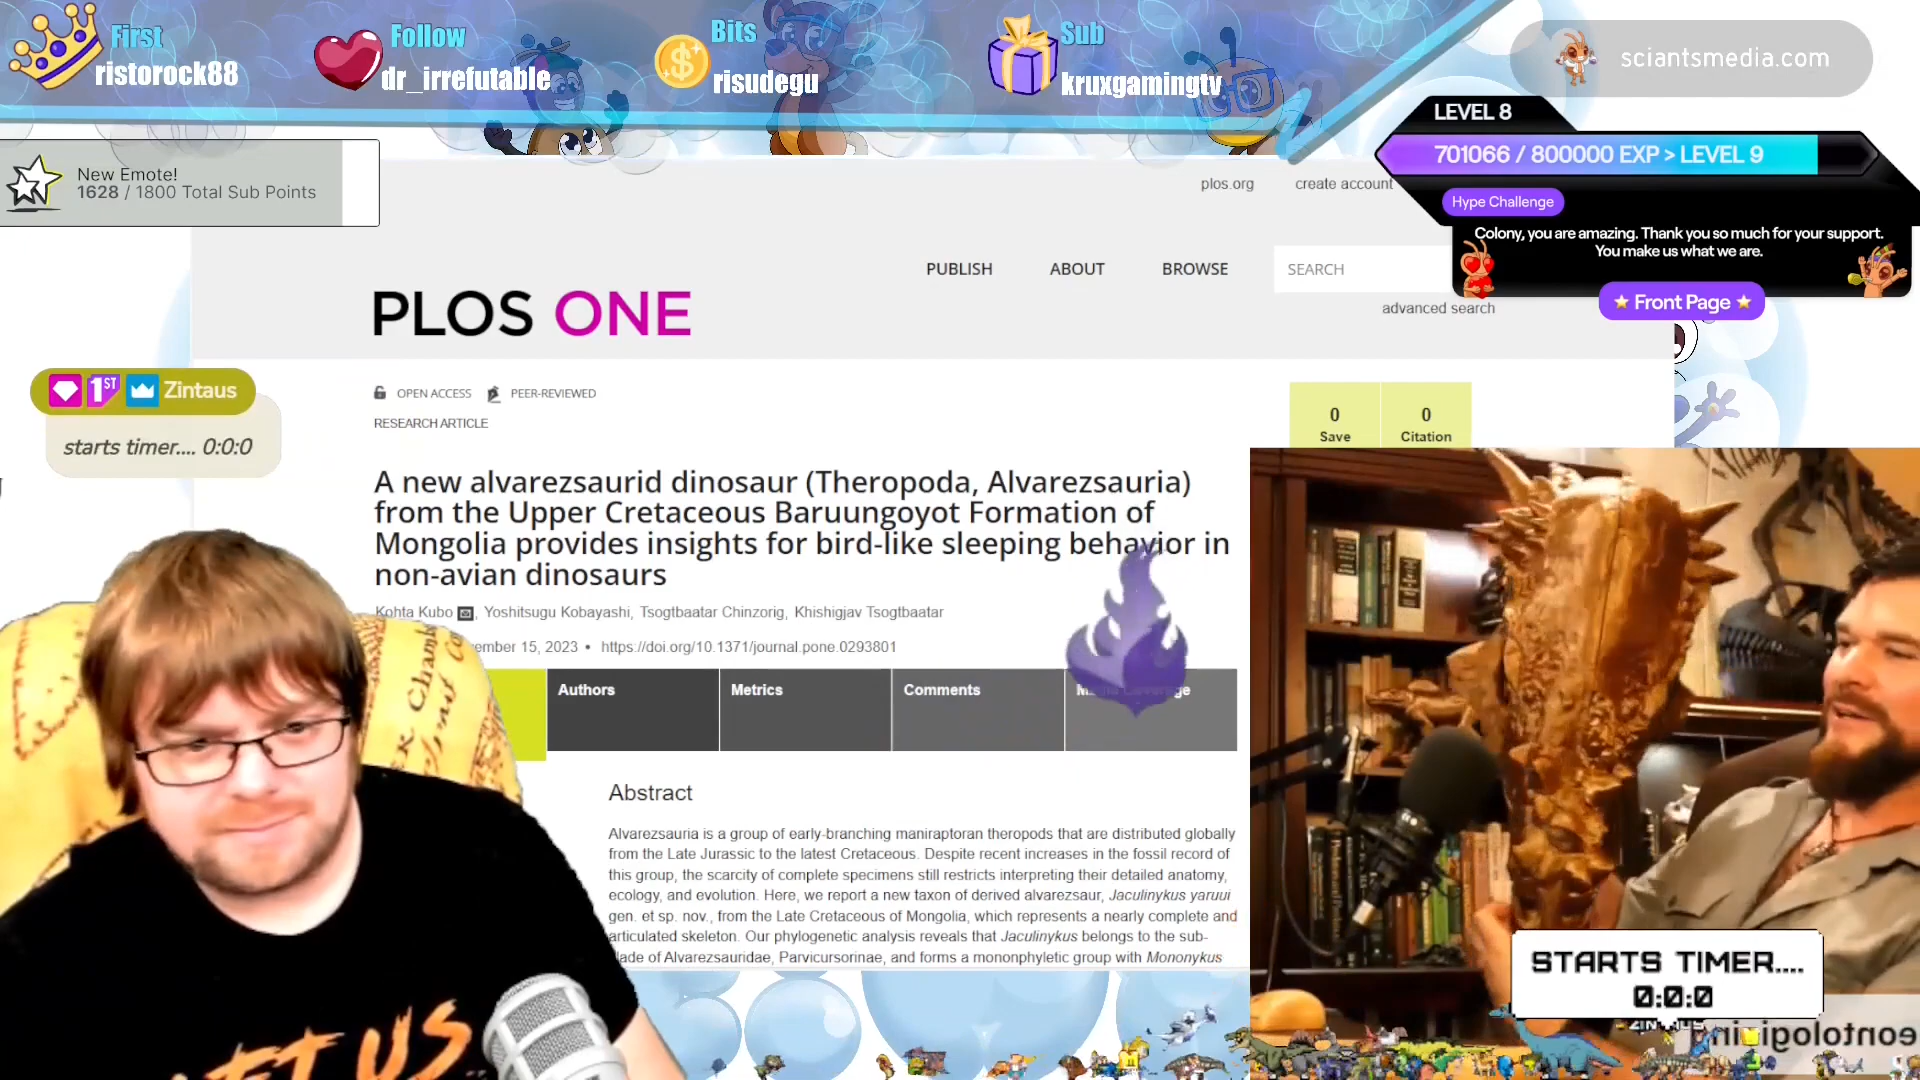 First
ristorock88
Follow
dr_irrefutable
Bits
risudegu
Sub
kruxgamingtv
sciantsmedia.com
LEVEL 8
701066 / 800000 EXP > LEVEL 9
Hype Challenge
Colony, you are amazing. Thank you so much for your support.
You make us what we are.
Front Page
New Emote!
1628 / 1800 Total Sub Points
plos.org create account
PUBLISH ABOUT BROWSE SEARCH
advanced search
PLOS ONE
OPEN ACCESS PEER-REVIEWED
RESEARCH ARTICLE
0 Save
0 Citation
1ST Zintaus
starts timer.... 0:0:0
A new alvarezsaurid dinosaur (Theropoda, Alvarezsauria)
from the Upper Cretaceous Baruungoyot Formation of
Mongolia provides insights for bird-like sleeping behavior in
non-avian dinosaurs
Kohta Kubo, Yoshitsugu Kobayashi, Tsogtbaatar Chinzorig, Khishigjav Tsogtbaatar
15, 2023 • https://doi.org/10.1371/journal.pone.0293801
Authors Metrics Comments
Abstract
Alvarezsauria is a group of early-branching maniraptoran theropods that are distributed globally
from the Late Jurassic to the latest Cretaceous. Despite recent increases in the fossil record of
this group, the scarcity of complete specimens still restricts interpreting their detailed anatomy,
ecology, and evolution. Here, we report a new taxon of derived alvarezsaur, Jaculinykus yaruui
gen. et sp. nov., from the Late Cretaceous of Mongolia, which represents a nearly complete and
articulated skeleton. Our phylogenetic analysis reveals that Jaculinykus belongs to the sub-
clade of Alvarezsauridae, Parvicursorinae, and forms a mononphyletic group with Mononykus
STARTS TIMER....
0:0:0
ZINTAUS